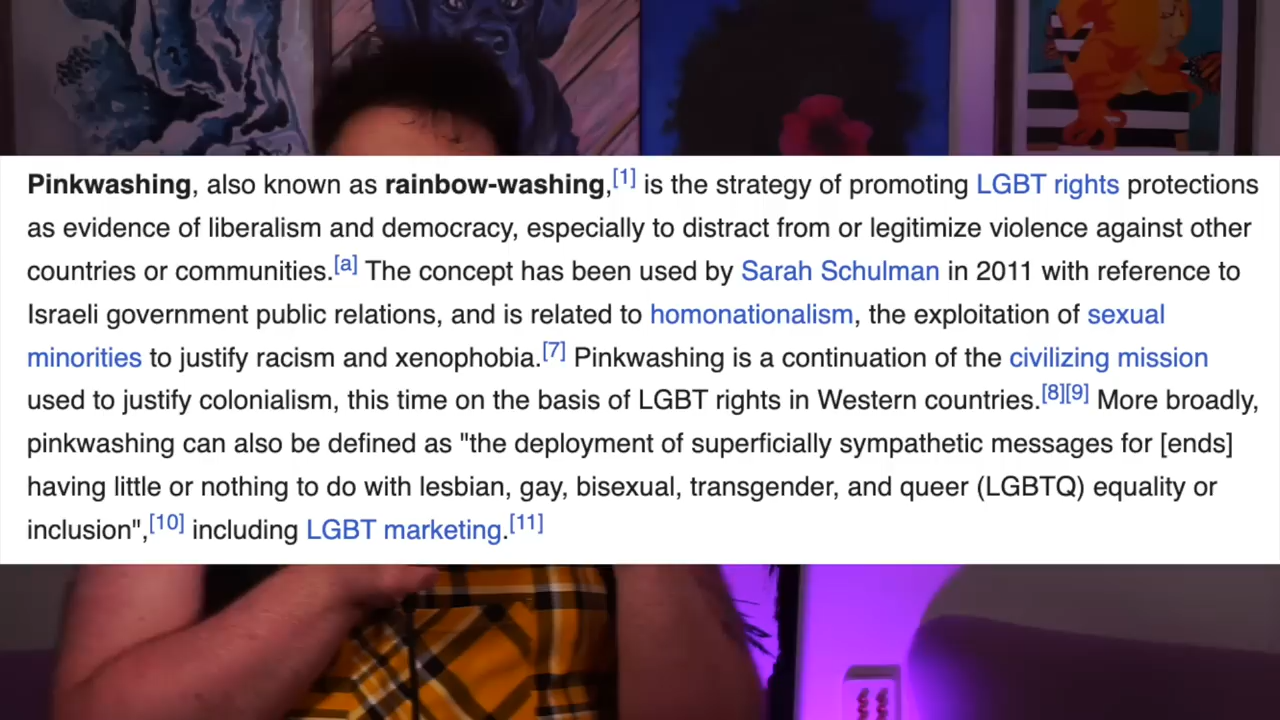 Pinkwashing, also known as rainbow-washing,[1] is the strategy of promoting LGBT rights protections
as evidence of liberalism and democracy, especially to distract from or legitimize violence against other
countries or communities.[a] The concept has been used by Sarah Schulman in 2011 with reference to
Israeli government public relations, and is related to homonationalism, the exploitation of sexual
minorities to justify racism and xenophobia.[7] Pinkwashing is a continuation of the civilizing mission
used to justify colonialism, this time on the basis of LGBT rights in Western countries.[8][9] More broadly,
pinkwashing can also be defined as "the deployment of superficially sympathetic messages for [ends]
having little or nothing to do with lesbian, gay, bisexual, transgender, and queer (LGBTQ) equality or
inclusion",[10] including LGBT marketing.[11]